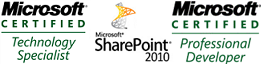 Microsoft
CERTIFIED
Technology
Specialist
Microsoft
SharePoint
2010
Microsoft
CERTIFIED
Professional
Developer